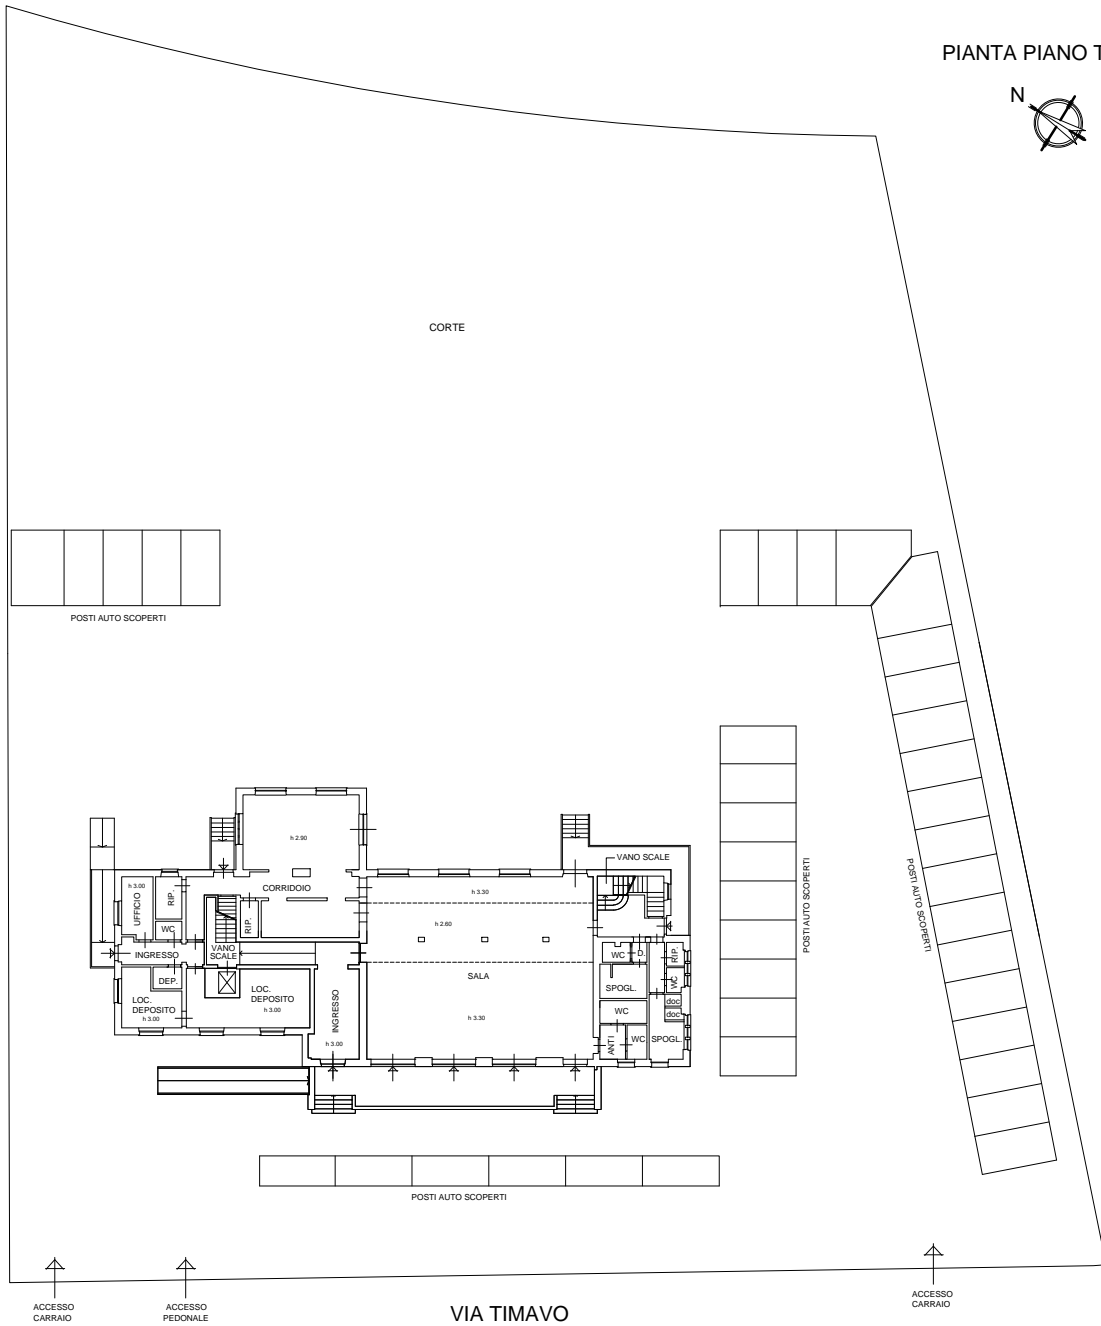 PIANTA PIANO T
N
CORTE
POSTI AUTO SCOPERTI
POSTI AUTO SCOPERTI
POSTI AUTO SCOPERTI
h 2.90
VANO SCALE
h 3.00
UFFICIO
RIP.
CORRIDOIO
h 3.30
WC
RIP.
h 2.60
INGRESSO
VANO
SCALE
WC
D.
RIP.
DEP.
SALA
SPOGL.
WC
LOC.
DEPOSITO
h 3.00
LOC.
DEPOSITO
h 3.00
INGRESSO
h 3.00
h 3.30
WC
doc
doc
ANTI
WC
SPOGL.
POSTI AUTO SCOPERTI
ACCESSO
CARRAIO
ACCESSO
PEDONALE
VIA TIMAVO
ACCESSO
CARRAIO